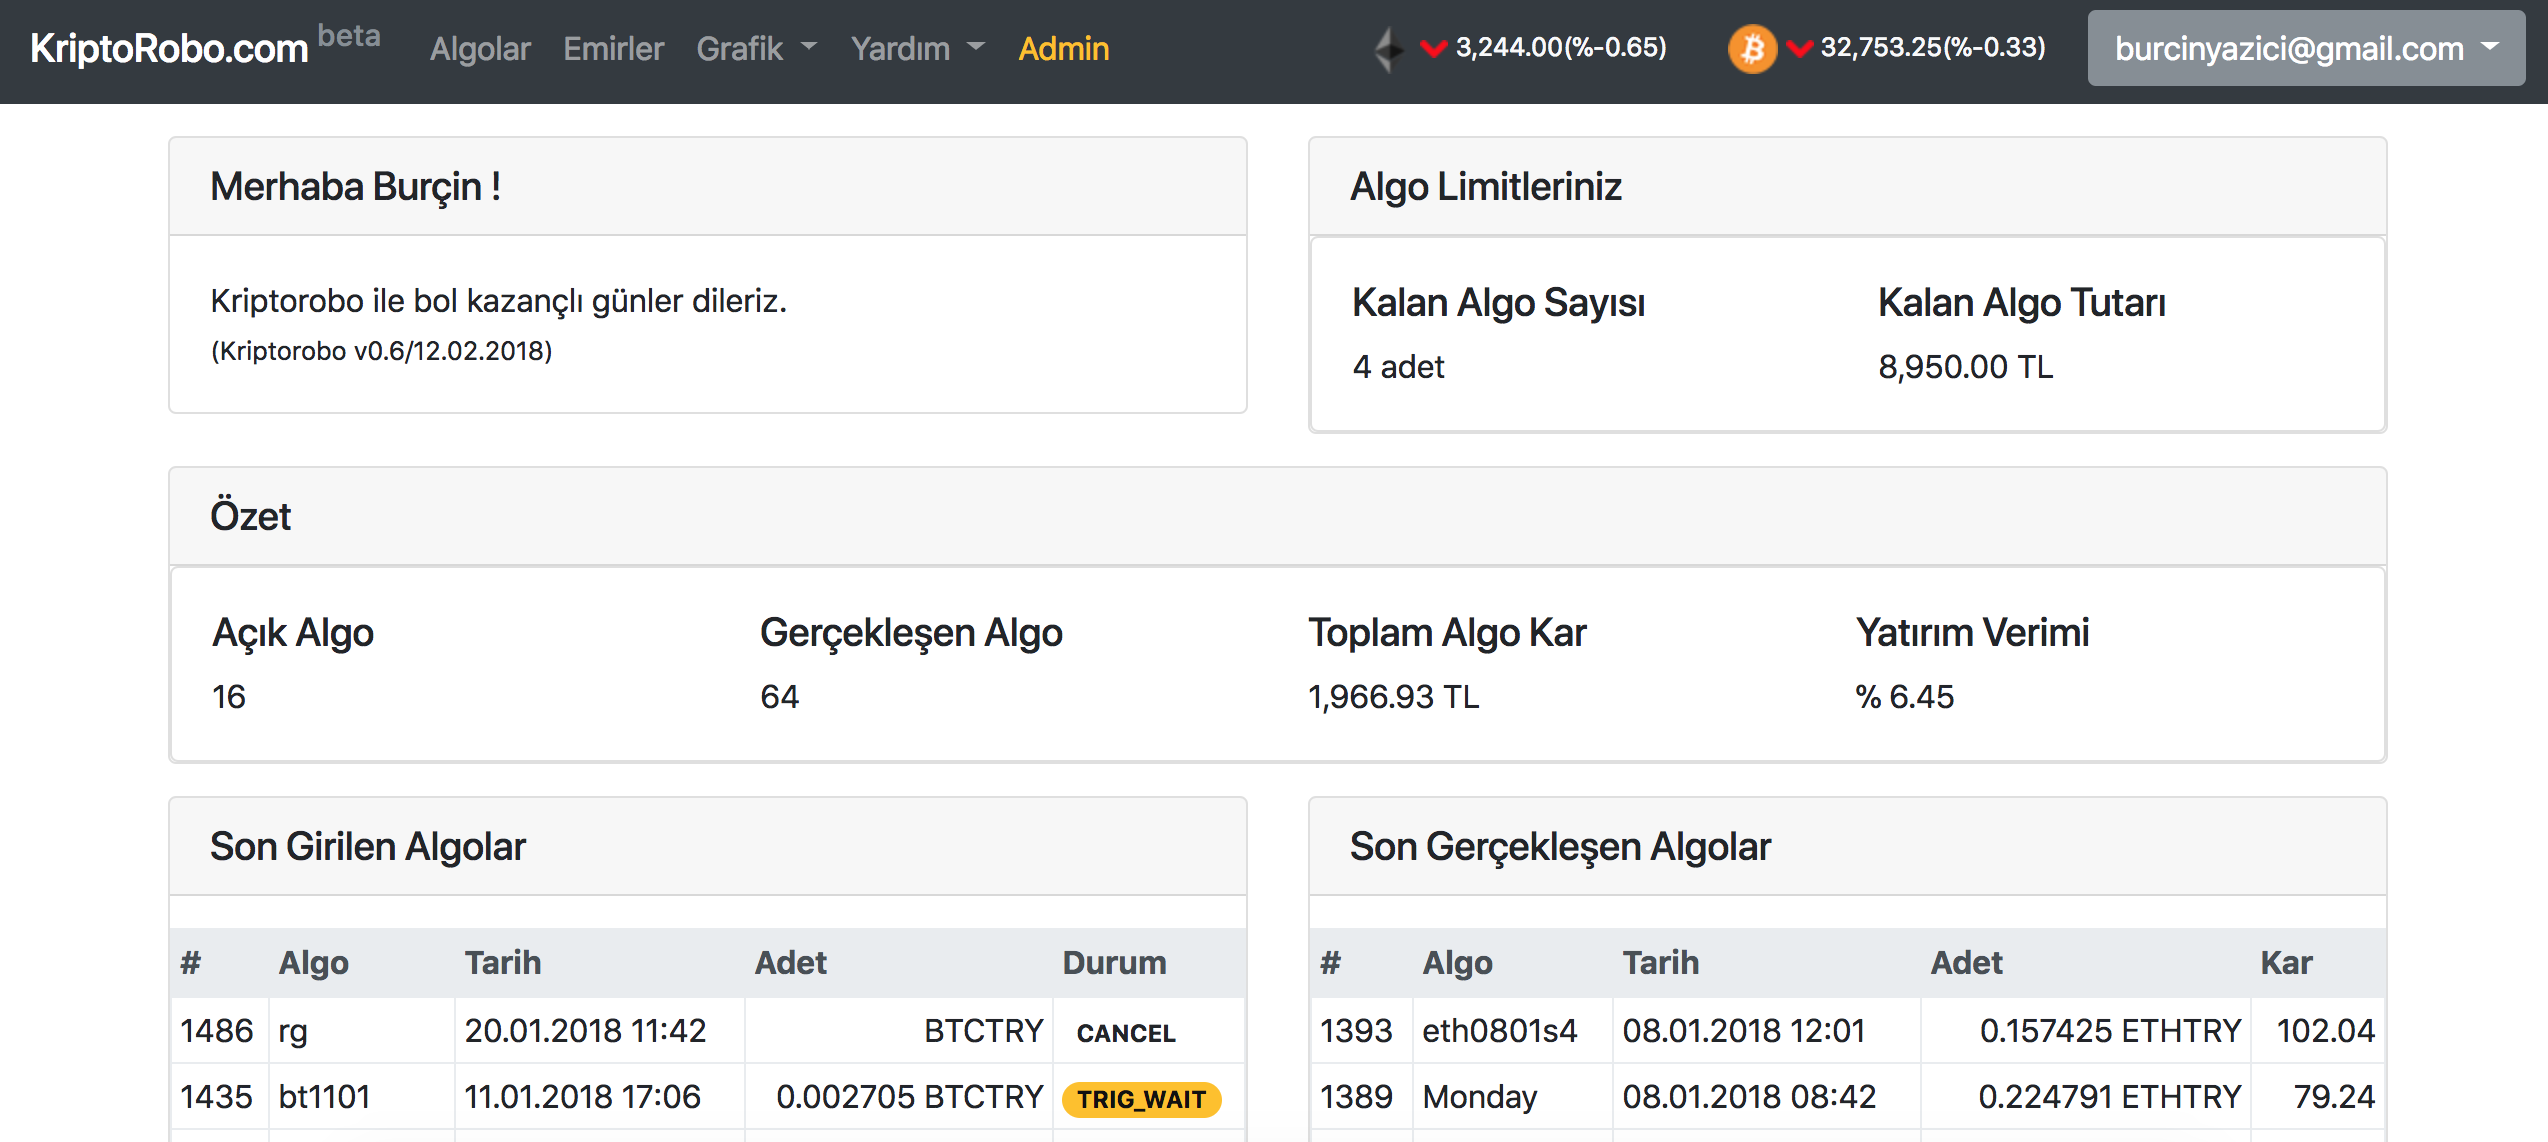 KriptoRobo.com beta Algolar Emirler Grafik Yardım Admin 3,244.00(%-0.65) 32,753.25(%-0.33) burcinyazici@gmail.com
Merhaba Burçin !
Kriptorobo ile bol kazançlı günler dileriz.
(Kriptorobo v0.6/12.02.2018)
Algo Limitleriniz
Kalan Algo Sayısı Kalan Algo Tutarı
4 adet 8,950.00 TL
Özet
Açık Algo Gerçekleşen Algo Toplam Algo Kar Yatırım Verimi
16 64 1,966.93 TL % 6.45
Son Girilen Algolar
# Algo Tarih Adet Durum
1486 rg 20.01.2018 11:42 BTCTRY CANCEL
1435 bt1101 11.01.2018 17:06 0.002705 BTCTRY TRIG_WAIT
Son Gerçekleşen Algolar
# Algo Tarih Adet Kar
1393 eth0801s4 08.01.2018 12:01 0.157425 ETHTRY 102.04
1389 Monday 08.01.2018 08:42 0.224791 ETHTRY 79.24